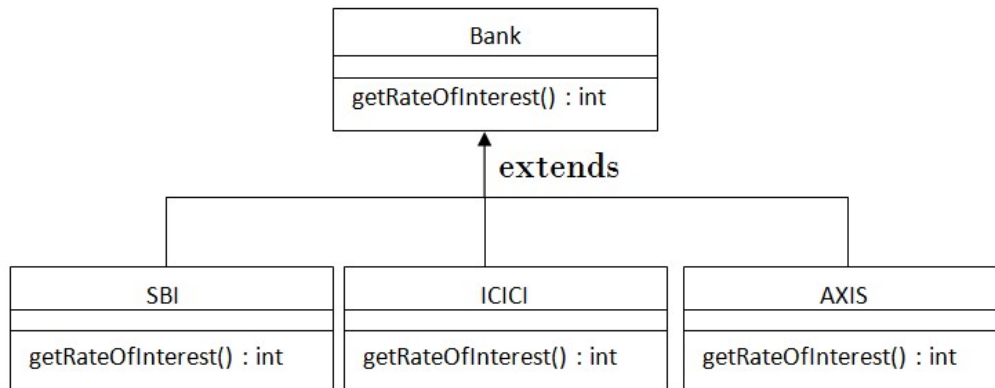 Bank
getRateOfInterest() : int
extends
SBI
ICICI
AXIS
getRateOfInterest() : int
getRateOfInterest() : int
getRateOfInterest() : int